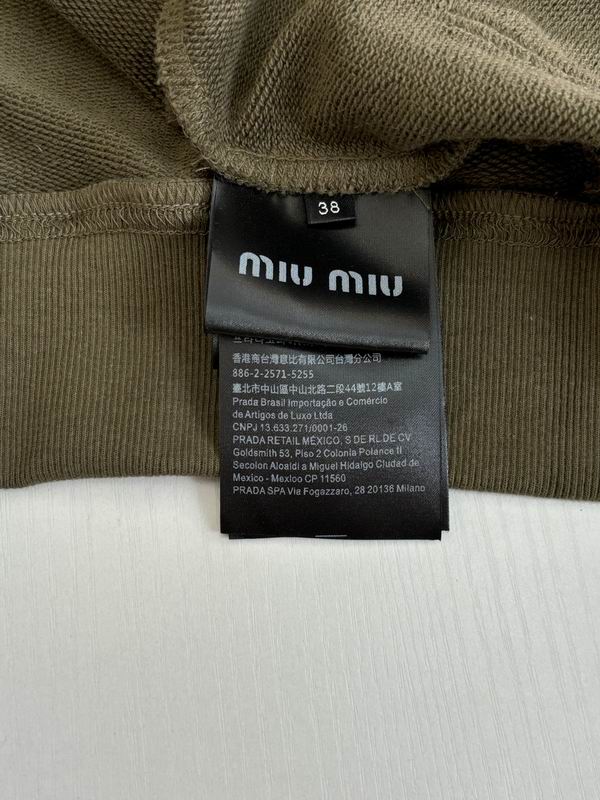 38
miu miu
香港商台灣意比有限公司台灣分公司
886-2-2571-5255
臺北市中山區中山北路二段44號12樓A室
Prada Brasil Importação e Comércio
de Artigos de Luxo Ltda
CNPJ 13.633.271/0001-26
PRADA RETAIL MÉXICO, S DE RL DE CV
Goldsmith 53, Piso 2 Colonia Polance II
Secolon Aloaldi a Miguel Hidalgo Ciudad de
Mexico - Mexico CP 11560
PRADA SPA Via Fogazzaro, 28 20136 Milano